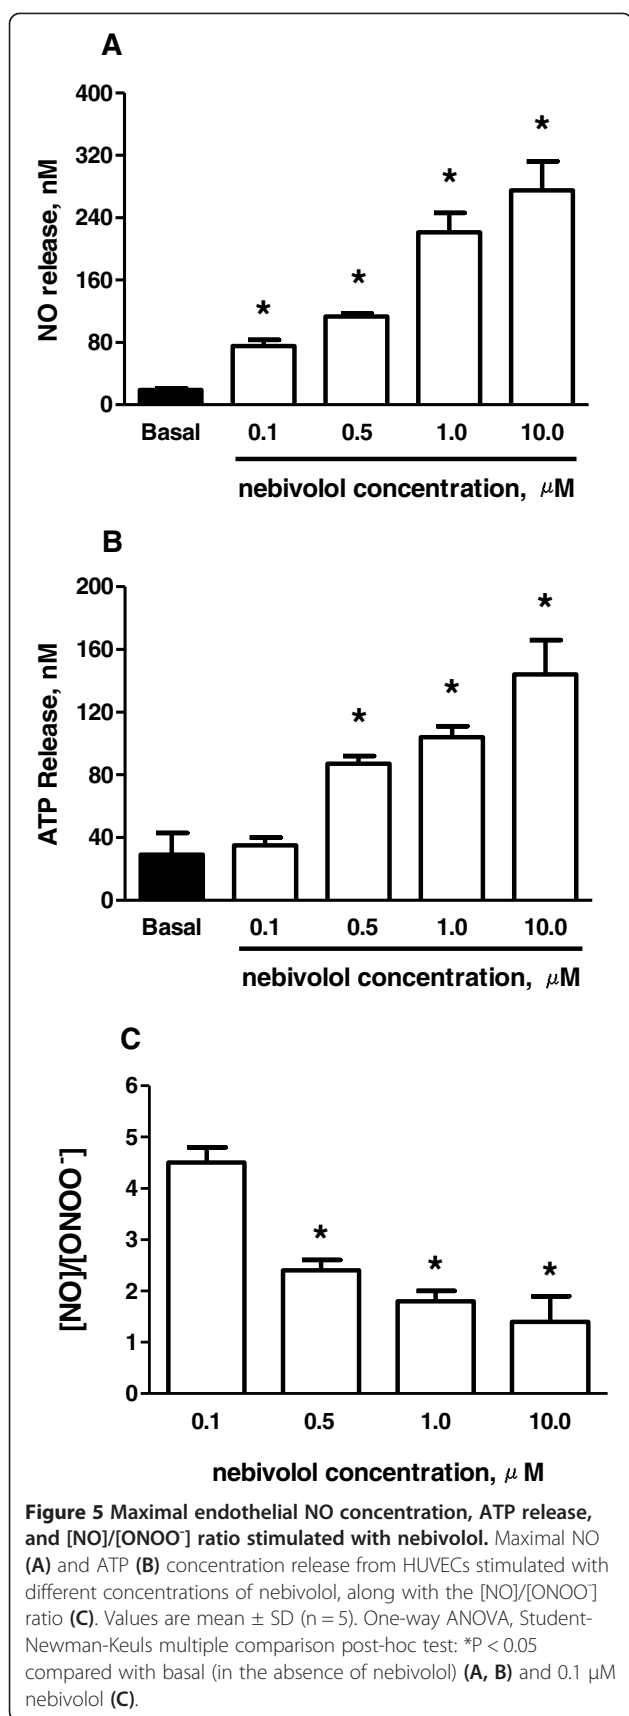 A
400
320
240
160
80
0
NO release, nM
* * * *
Basal 0.1 0.5 1.0 10.0
nebivolol concentration, μM
B
200
160
120
80
40
0
ATP Release, nM
* * *
Basal 0.1 0.5 1.0 10.0
nebivolol concentration, μM
C
6
5
4
3
2
1
0
[NO]/[ONOO⁻]
* * *
0.1 0.5 1.0 10.0
nebivolol concentration, μ M
Figure 5 Maximal endothelial NO concentration, ATP release,
and [NO]/[ONOO⁻] ratio stimulated with nebivolol. Maximal NO
(A) and ATP (B) concentration release from HUVECs stimulated with
different concentrations of nebivolol, along with the [NO]/[ONOO⁻]
ratio (C). Values are mean ± SD (n = 5). One-way ANOVA, Student-
Newman-Keuls multiple comparison post-hoc test: *P < 0.05
compared with basal (in the absence of nebivolol) (A, B) and 0.1 μM
nebivolol (C).